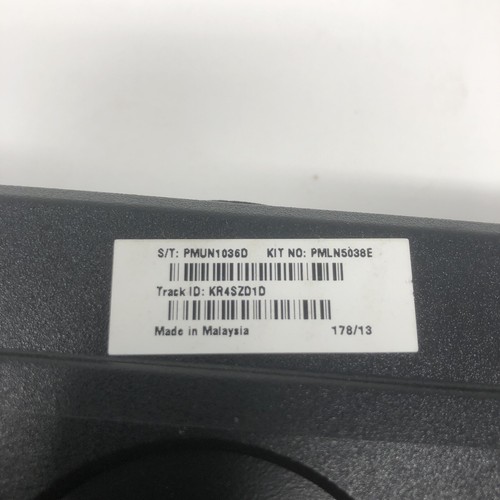 S/T: PMUN1036D KIT NO: PMLN5038E
Track ID: KR4SZD1D
Made in Malaysia 178/13